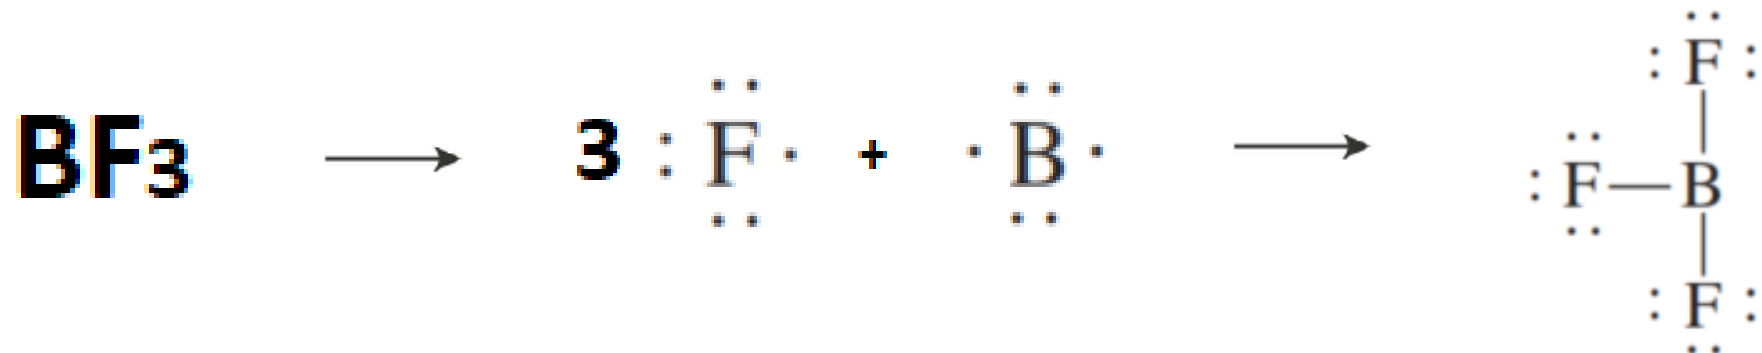 BF3 → 3 :F· + ·B· → :F:
:F—B
:F: